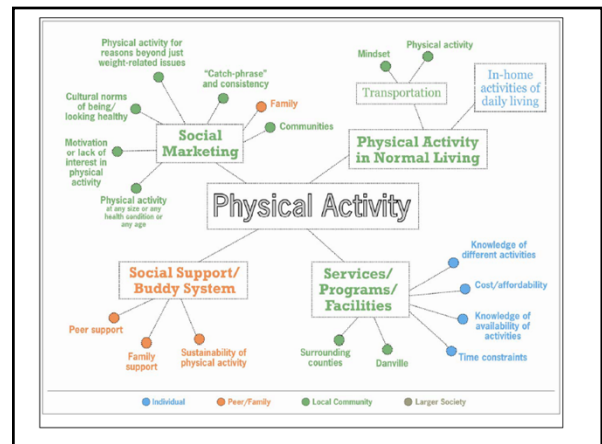 Physical activity for
reasons beyond just
weight-related issues
Cultural norms
of being/
looking healthy
Motivation
or lack of
interest in
physical
activity
Physical activity
at any size or any
health condition or
any age
"Catch-phrase"
and consistency
Family
Communities
Social
Marketing
Mindset
Physical activity
Transportation
In-home
activities of
daily living
Physical Activity
in Normal Living
Physical Activity
Social Support/
Buddy System
Peer support
Family
support
Sustainability of
physical activity
Services/
Programs/
Facilities
Surrounding
counties
Danville
Knowledge of
different activities
Cost/affordability
Knowledge of
availability of
activities
Time constraints
Individual
Peer/Family
Local Community
Larger Society